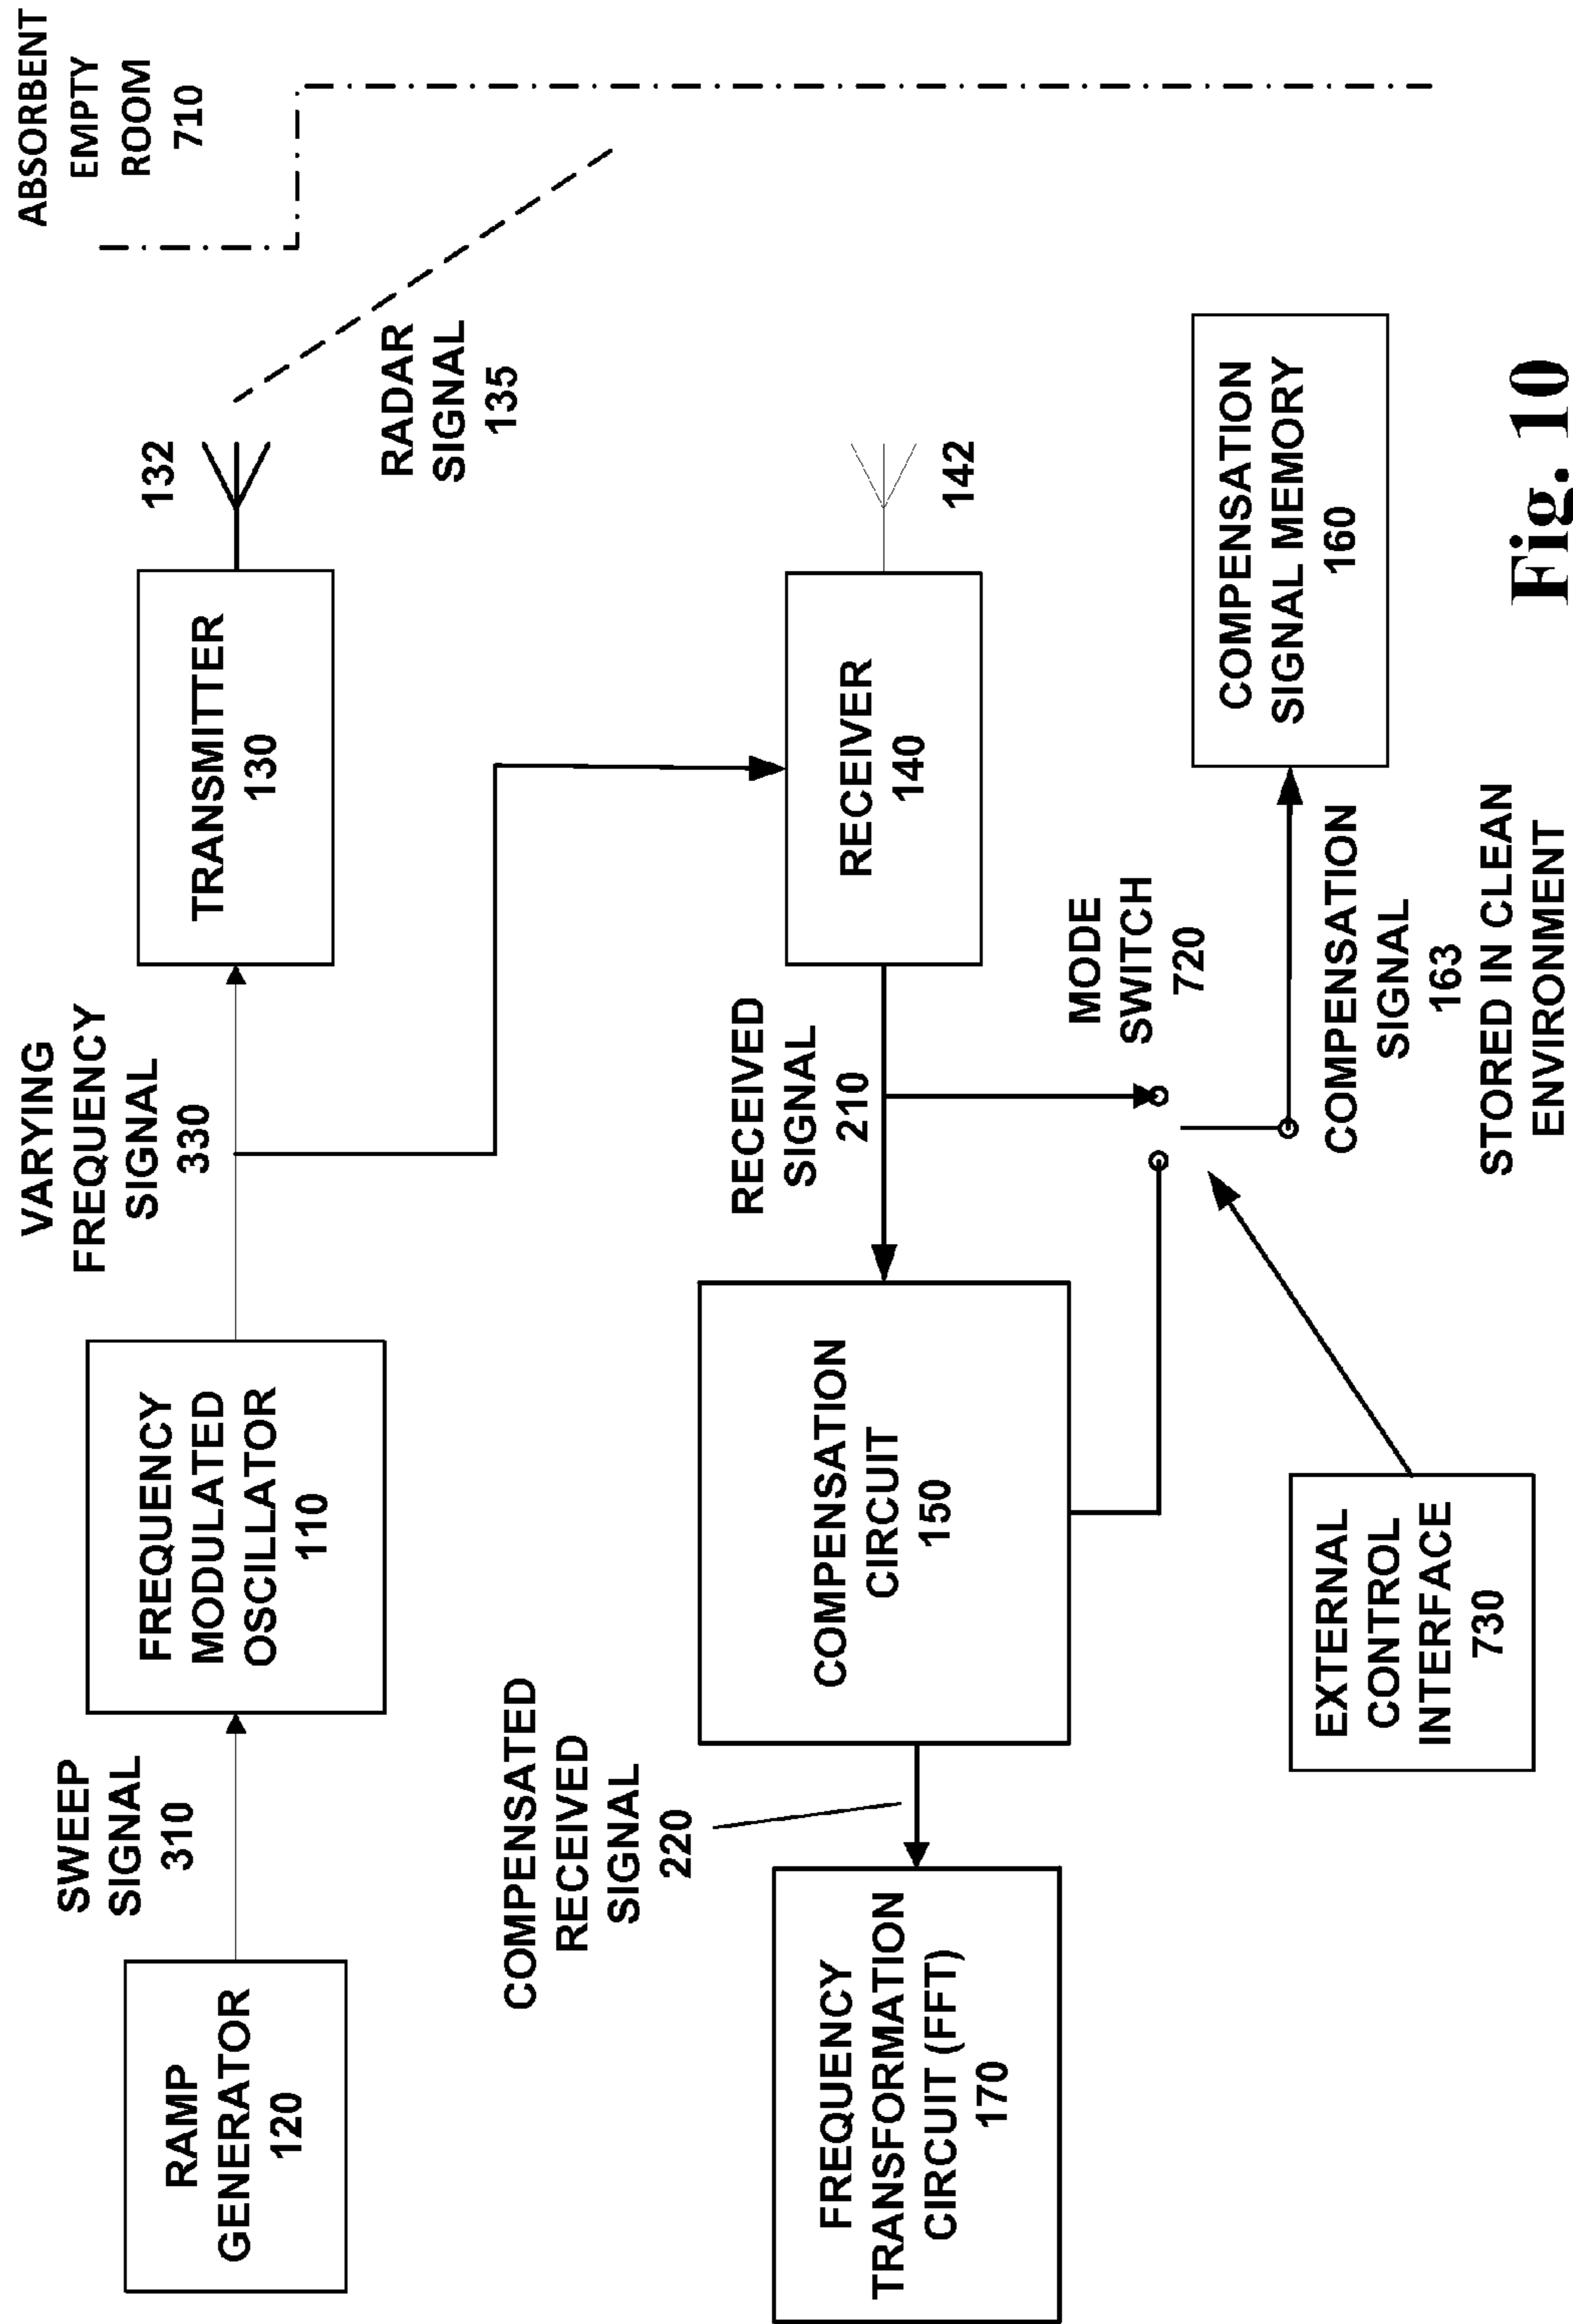 ABSORBENT
EMPTY
ROOM
710
VARYING
FREQUENCY
SIGNAL
330
SWEEP
SIGNAL
310
RAMP
GENERATOR
120
FREQUENCY
MODULATED
OSCILLATOR
110
TRANSMITTER
130
132
RADAR
SIGNAL
135
COMPENSATED
RECEIVED
SIGNAL
220
RECEIVED
SIGNAL
210
FREQUENCY
TRANSFORMATION
CIRCUIT (FFT)
170
COMPENSATION
CIRCUIT
150
RECEIVER
140
142
MODE
SWITCH
720
EXTERNAL
CONTROL
INTERFACE
730
COMPENSATION
SIGNAL
163
STORED IN CLEAN
ENVIRONMENT
COMPENSATION
SIGNAL MEMORY
160
Fig. 10